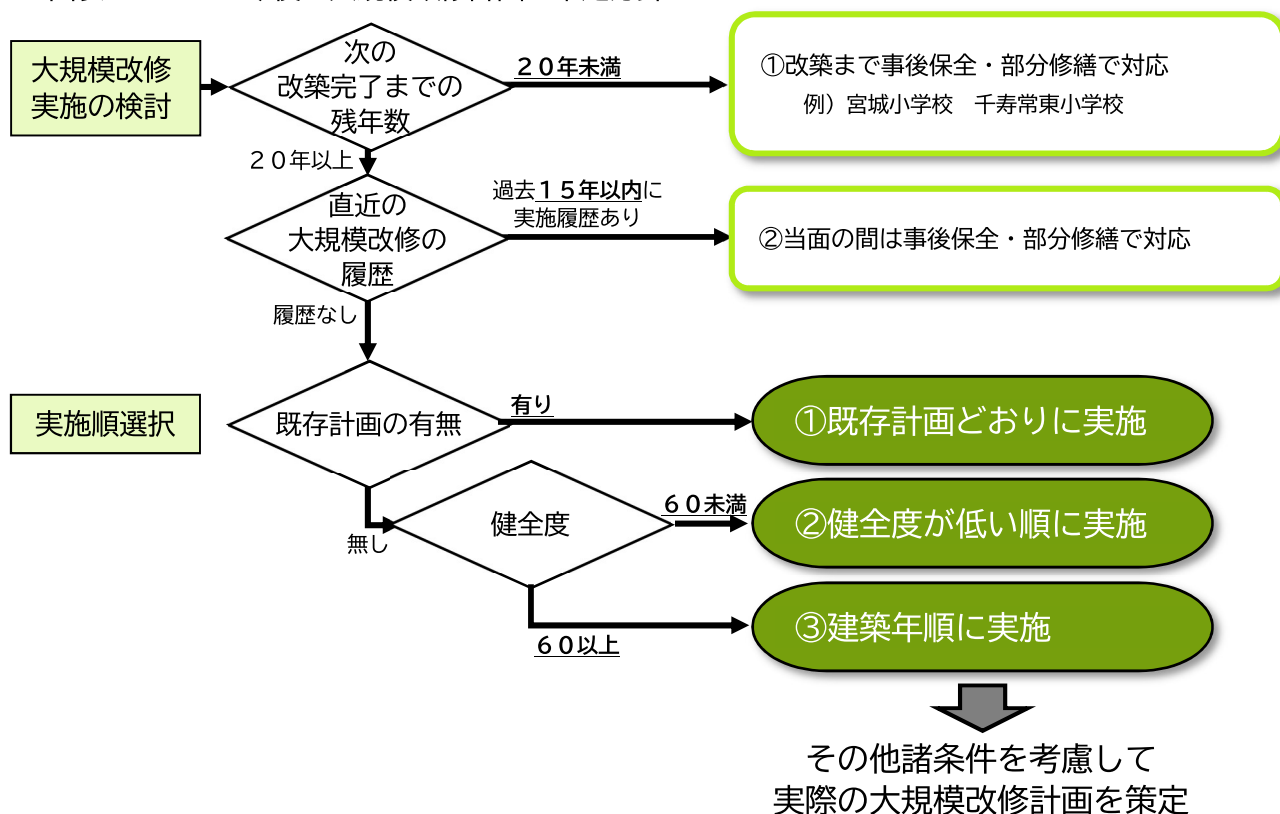 大規模改修
実施の検討
次の
改築完了までの
残年数
２０年未満
①改築まで事後保全・部分修繕で対応
例）宮城小学校　千寿常東小学校
２０年以上
直近の
大規模改修の
履歴
過去１５年以内に
実施履歴あり
②当面の間は事後保全・部分修繕で対応
履歴なし
実施順選択
既存計画の有無
有り
①既存計画どおりに実施
無し
健全度
６０未満
②健全度が低い順に実施
６０以上
③建築年順に実施
その他諸条件を考慮して
実際の大規模改修計画を策定